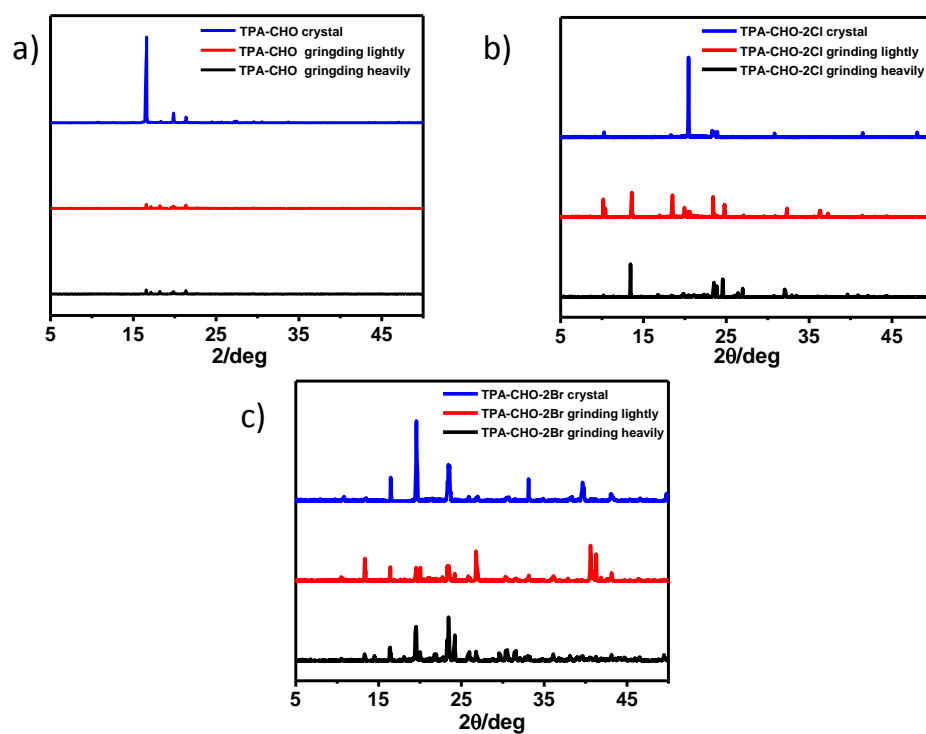 a)
TPA-CHO crystal
TPA-CHO gringding lightly
TPA-CHO gringding heavily
5 15 25 35 45
2/deg
b)
TPA-CHO-2Cl crystal
TPA-CHO-2Cl grinding lightly
TPA-CHO-2Cl grinding heavily
5 15 25 35 45
2θ/deg
c)
TPA-CHO-2Br crystal
TPA-CHO-2Br grinding lightly
TPA-CHO-2Br grinding heavily
5 15 25 35 45
2θ/deg